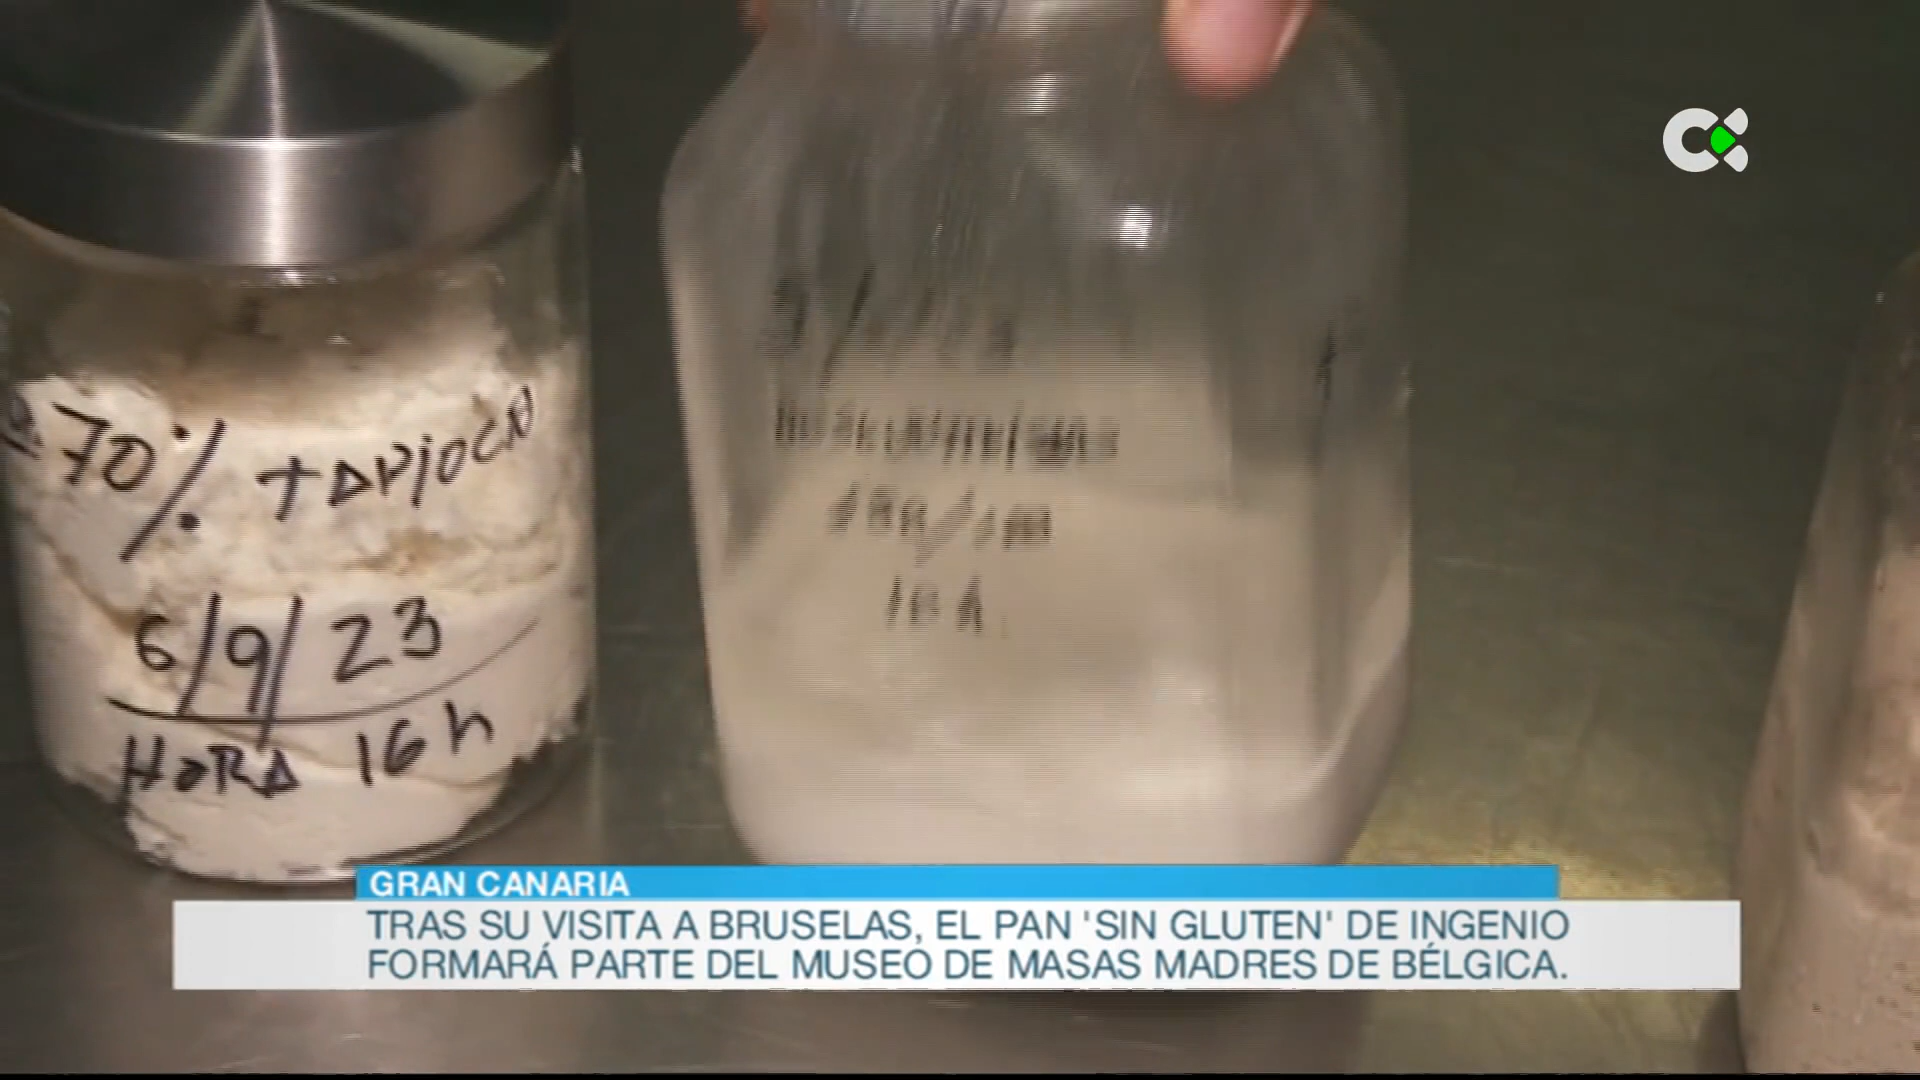 70% TAPIOCA
6/9/23
HORA 16h
GRAN CANARIA
TRAS SU VISITA A BRUSELAS, EL PAN 'SIN GLUTEN' DE INGENIO
FORMARÁ PARTE DEL MUSEO DE MASAS MADRES DE BÉLGICA.